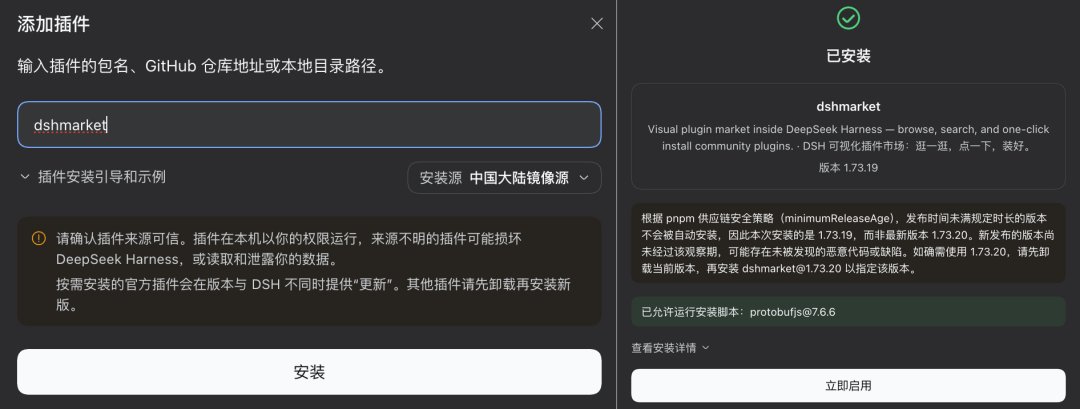 添加插件
输入插件的包名、GitHub 仓库地址或本地目录路径。
dshmarket
插件安装引导和示例
安装源 中国大陆镜像源
请确认插件来源可信。插件在本机以你的权限运行，来源不明的插件可能损坏
DeepSeek Harness，或读取和泄露你的数据。
按需安装的官方插件会在版本与 DSH 不同时提供“更新”。其他插件请先卸载再安装新
版。
安装
已安装
dshmarket
Visual plugin market inside DeepSeek Harness — browse, search, and one-click
install community plugins. · DSH 可视化插件市场：逛一逛，点一下，装好。
版本 1.73.19
根据 pnpm 供应链安全策略（minimumReleaseAge），发布时间未满规定时长的版本
不会被自动安装，因此本次安装的是 1.73.19，而非最新版本 1.73.20。新发布的版本尚
未经过该观察期，可能存在未被发现的恶意代码或缺陷。如确需使用 1.73.20，请先卸
载当前版本，再安装 dshmarket@1.73.20 以指定该版本。
已允许运行安装脚本：protobufjs@7.6.6
查看安装详情
立即启用